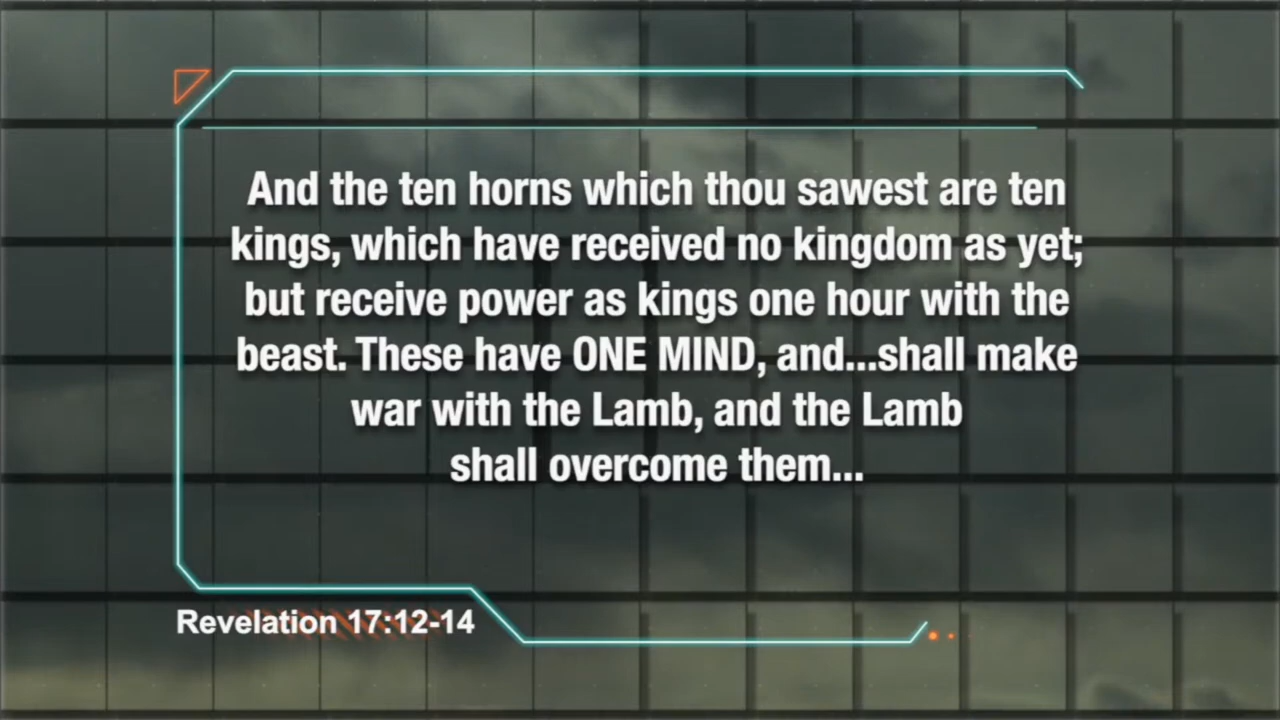 And the ten horns which thou sawest are ten
kings, which have received no kingdom as yet;
but receive power as kings one hour with the
beast. These have ONE MIND, and...shall make
war with the Lamb, and the Lamb
shall overcome them...
Revelation 17:12-14